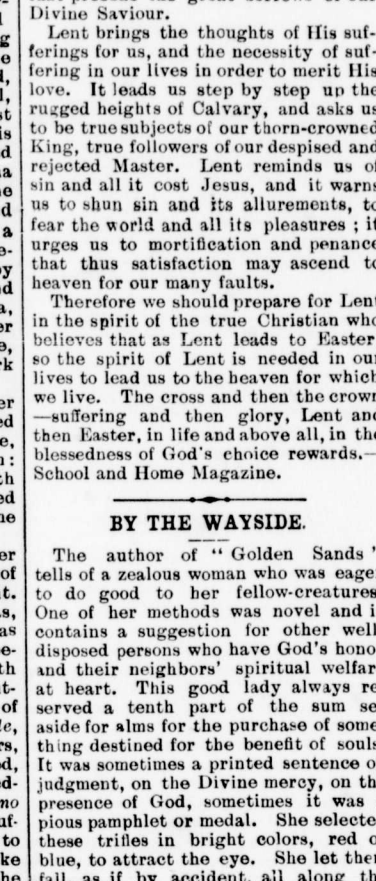 Divine Saviour.
Lent brings the thoughts of His suf-
ferings for us, and the necessity of suf-
fering in our lives in order to merit His
love. It leads us step by step up the
rugged heights of Calvary, and asks us
to be true subjects of our thorn-crowned
King, true followers of our despised and
rejected Master. Lent reminds us of
sin and all it cost Jesus, and it warns
us to shun sin and its allurements, to
fear the world and all its pleasures ; it
urges us to mortification and penance
that thus satisfaction may ascend to
heaven for our many faults.
Therefore we should prepare for Lent
in the spirit of the true Christian who
believes that as Lent leads to Easter
so the spirit of Lent is needed in our
lives to lead us to the heaven for which
we live. The cross and then the crown
—suffering and then glory, Lent and
then Easter, in life and above all, in the
blessedness of God's choice rewards.—
School and Home Magazine.
BY THE WAYSIDE.
The author of " Golden Sands "
tells of a zealous woman who was eage
to do good to her fellow-creatures
One of her methods was novel and i
contains a suggestion for other well
disposed persons who have God's hono
and their neighbors' spiritual welfar
at heart. This good lady always re
served a tenth part of the sum se
aside for alms for the purchase of some
thing destined for the benefit of souls
It was sometimes a printed sentence o
judgment, on the Divine mercy, on th
presence of God, sometimes it was
pious pamphlet or medal. She selecte
these trifles in bright colors, red o
blue, to attract the eye. She let the
fall, as if by accident, all along th